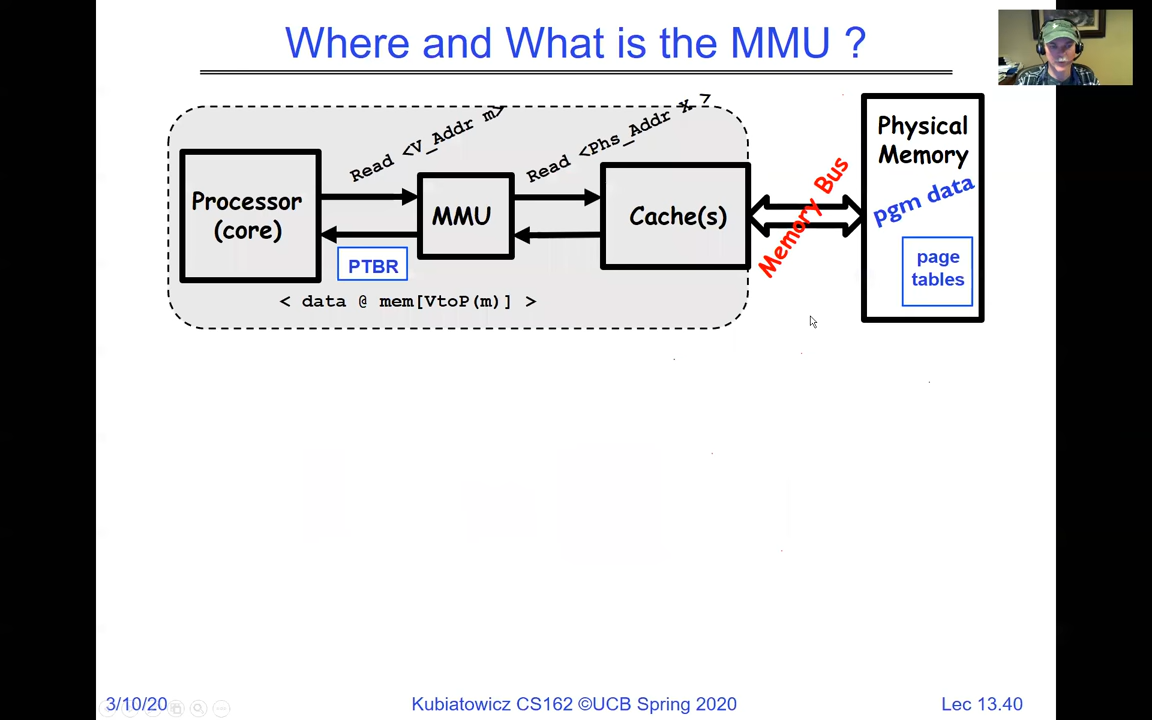 Where and What is the MMU ?
Read <V_Addr m>
Read <Phs_Addr X >
Processor
(core)
MMU
Cache(s)
PTBR
< data @ mem[VtoP(m)] >
Memory Bus
Physical
Memory
pgm data
page
tables
3/10/20
Kubiatowicz CS162 ©UCB Spring 2020
Lec 13.40